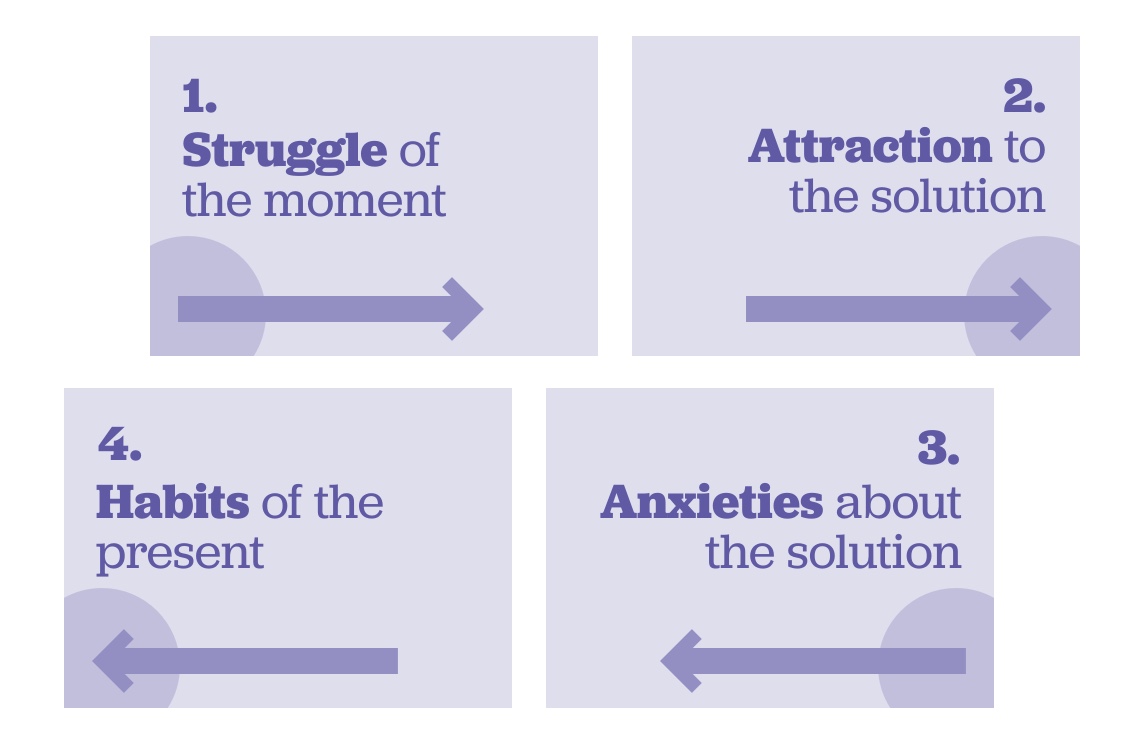 1.
Struggle of
the moment
2.
Attraction to
the solution
4.
Habits of the
present
3.
Anxieties about
the solution